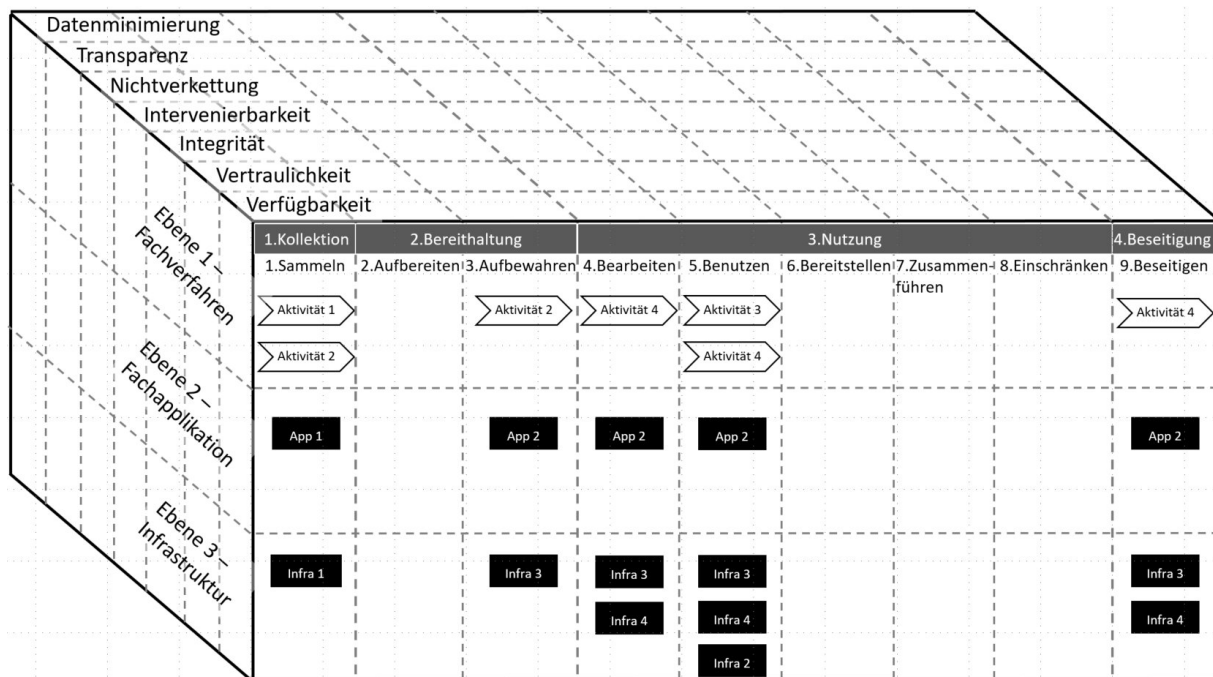 Datenminimierung
Transparenz
Nichtverkettung
Intervenierbarkeit
Integrität
Vertraulichkeit
Verfügbarkeit
Ebene 1 –
Fachverfahren
Ebene 2 –
Fachapplikation
Ebene 3 –
Infrastruktur
1.Kollektion 2.Bereithaltung 3.Nutzung 4.Beseitigung
1.Sammeln 2.Aufbereiten 3.Aufbewahren 4.Bearbeiten 5.Benutzen 6.Bereitstellen 7.Zusammen- 8.Einschränken 9.Beseitigen
führen
Aktivität 1 Aktivität 2 Aktivität 4 Aktivität 3 Aktivität 4
Aktivität 2 Aktivität 4
App 1 App 2 App 2 App 2 App 2
Infra 1 Infra 3 Infra 3 Infra 3 Infra 3
Infra 4 Infra 4 Infra 4
Infra 2